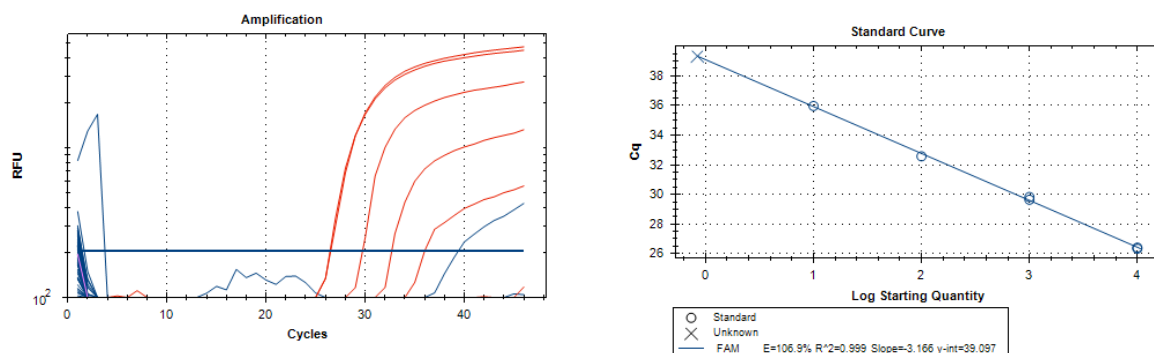 Amplification
RFU
10^2
0 10 20 30 40
Cycles
Standard Curve
Cq
38
36
34
32
30
28
26
0 1 2 3 4
Log Starting Quantity
Standard
Unknown
FAM E=106.9% R^2=0.999 Slope=-3.166 y-int=39.097